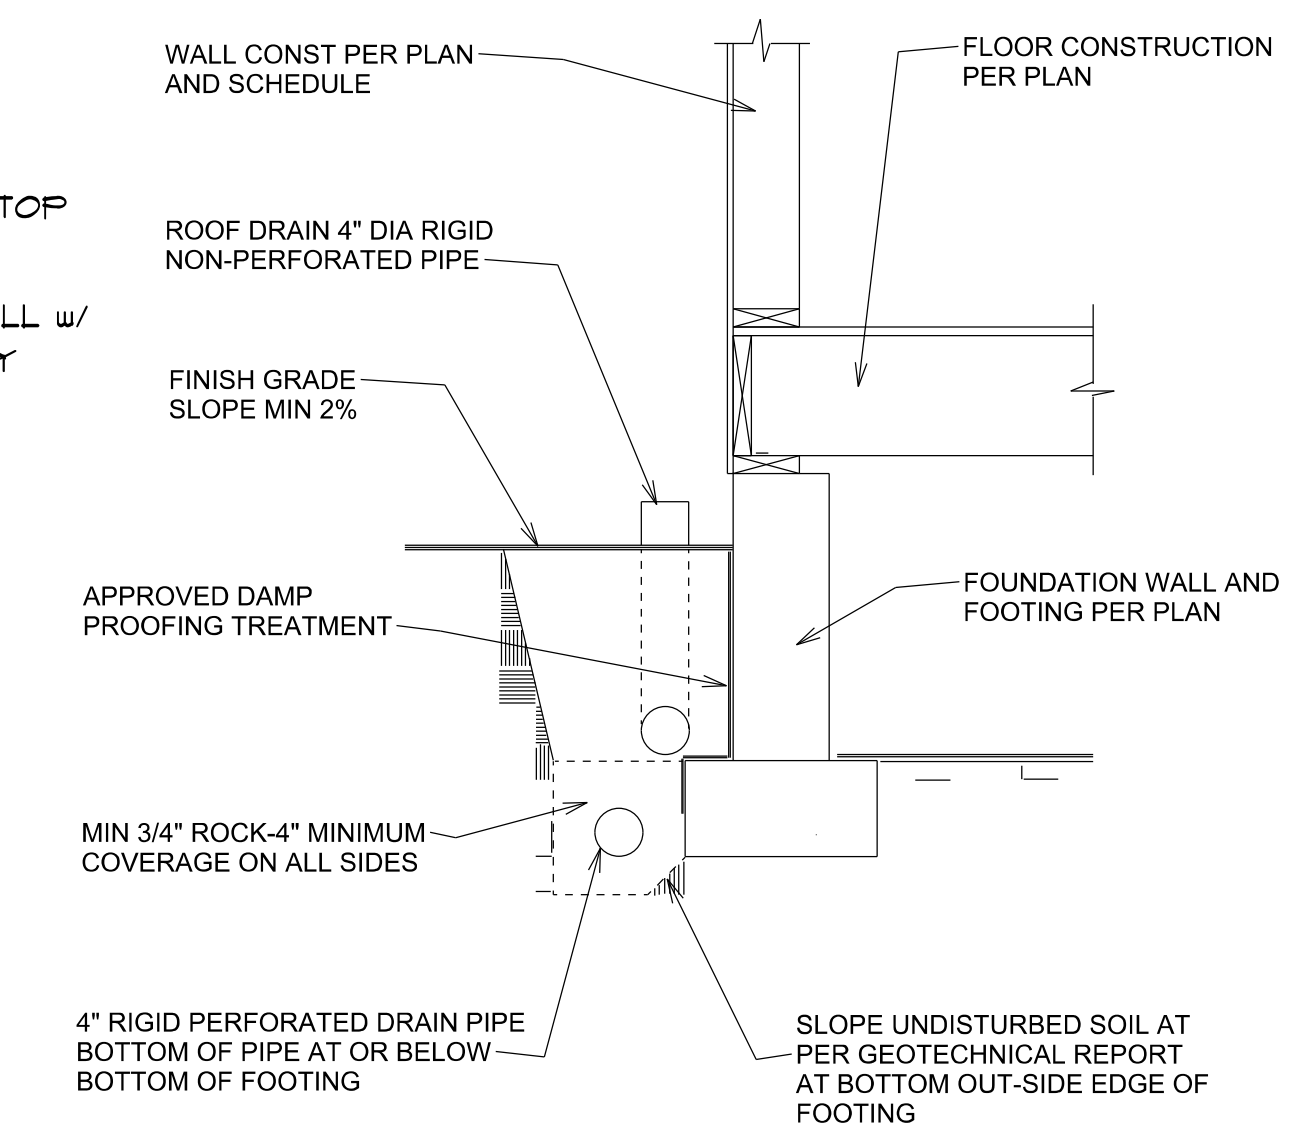 WALL CONST PER PLAN
AND SCHEDULE
FLOOR CONSTRUCTION
PER PLAN
TOP
ROOF DRAIN 4" DIA RIGID
NON-PERFORATED PIPE
LL w/
Y
FINISH GRADE
SLOPE MIN 2%
APPROVED DAMP
PROOFING TREATMENT
FOUNDATION WALL AND
FOOTING PER PLAN
MIN 3/4" ROCK-4" MINIMUM
COVERAGE ON ALL SIDES
4" RIGID PERFORATED DRAIN PIPE
BOTTOM OF PIPE AT OR BELOW
BOTTOM OF FOOTING
SLOPE UNDISTURBED SOIL AT
PER GEOTECHNICAL REPORT
AT BOTTOM OUT-SIDE EDGE OF
FOOTING